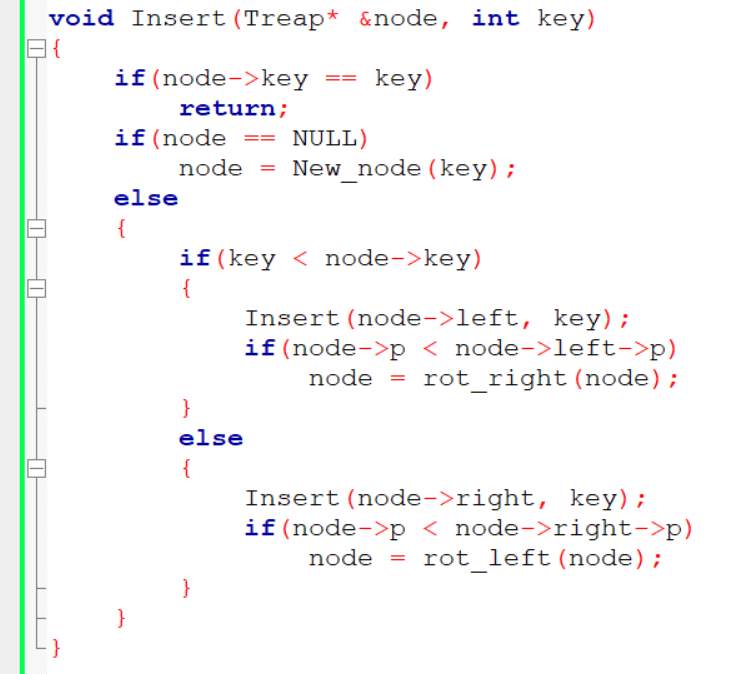 void Insert(Treap* &node, int key)
{
    if(node->key == key)
        return;
    if(node == NULL)
        node = New_node(key);
    else
    {
        if(key < node->key)
        {
            Insert(node->left, key);
            if(node->p < node->left->p)
                node = rot_right(node);
        }
        else
        {
            Insert(node->right, key);
            if(node->p < node->right->p)
                node = rot_left(node);
        }
    }
}